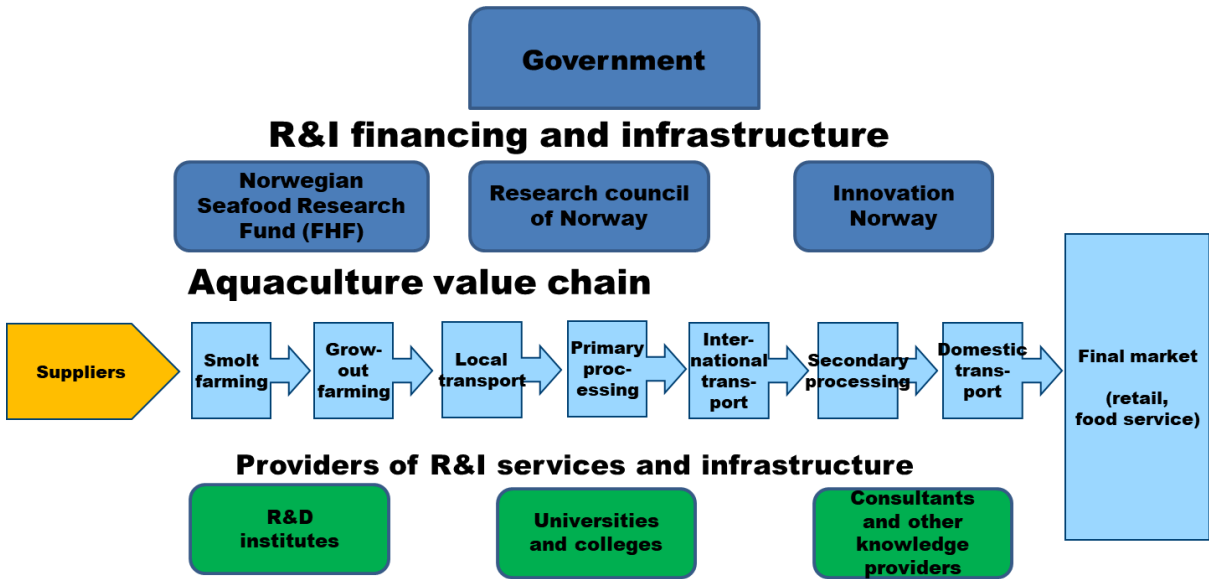 Government
R&I financing and infrastructure
Norwegian
Seafood Research
Fund (FHF)
Research council
of Norway
Innovation
Norway
Aquaculture value chain
Suppliers
Smolt
farming
Grow-
out
farming
Local
transport
Primary
proc-
essing
Inter-
national
trans-
port
Secondary
processing
Domestic
trans-
port
Final market
(retail,
food service)
Providers of R&I services and infrastructure
R&D
institutes
Universities
and colleges
Consultants
and other
knowledge
providers